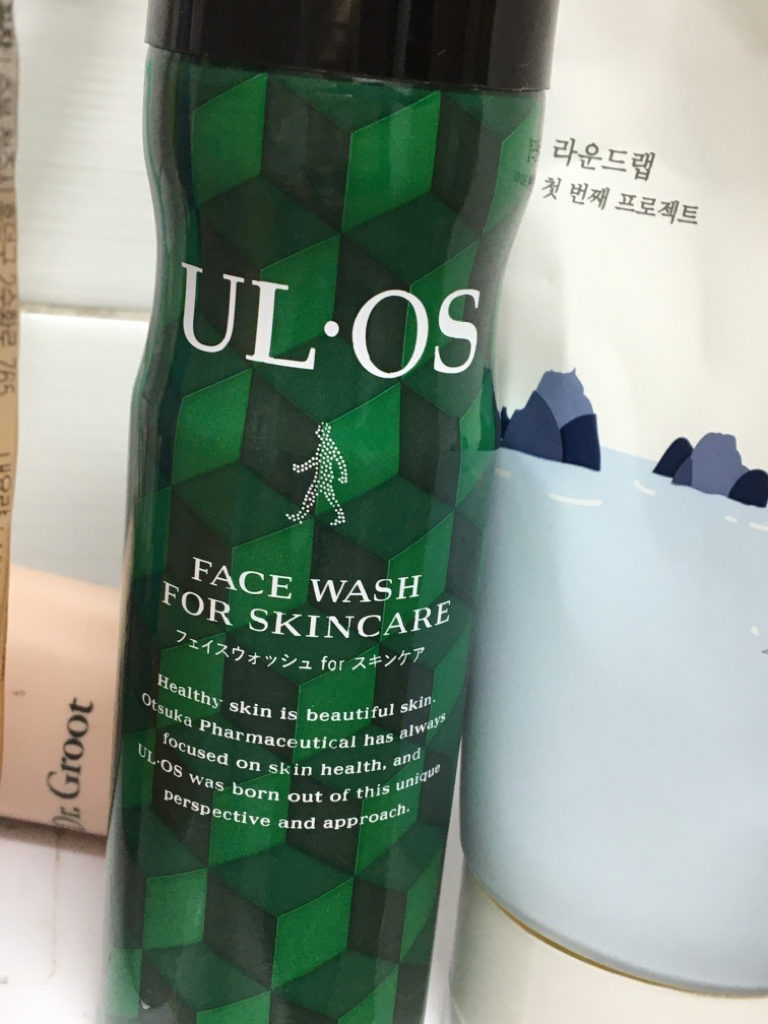 UL·OS
FACE WASH
FOR SKINCARE
フェイスウォッシュ for スキンケア
Healthy skin is beautiful skin.
Otsuka Pharmaceutical has always
focused on skin health, and
UL·OS was born out of this unique
perspective and approach.
라운드랩
첫 번째 프로젝트
Dr. Groot
765